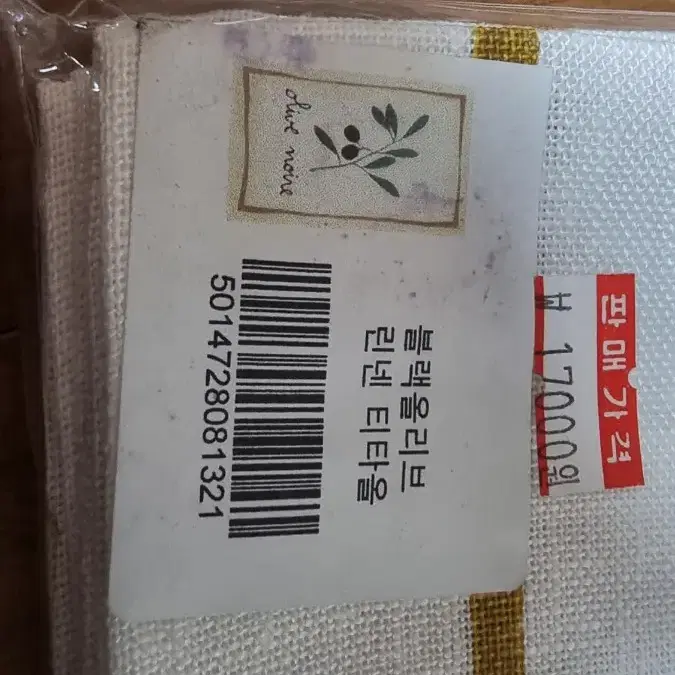 olive noire
블랙올리브
린넨 티타올
5014728081321
판매가격
₩ 17000원